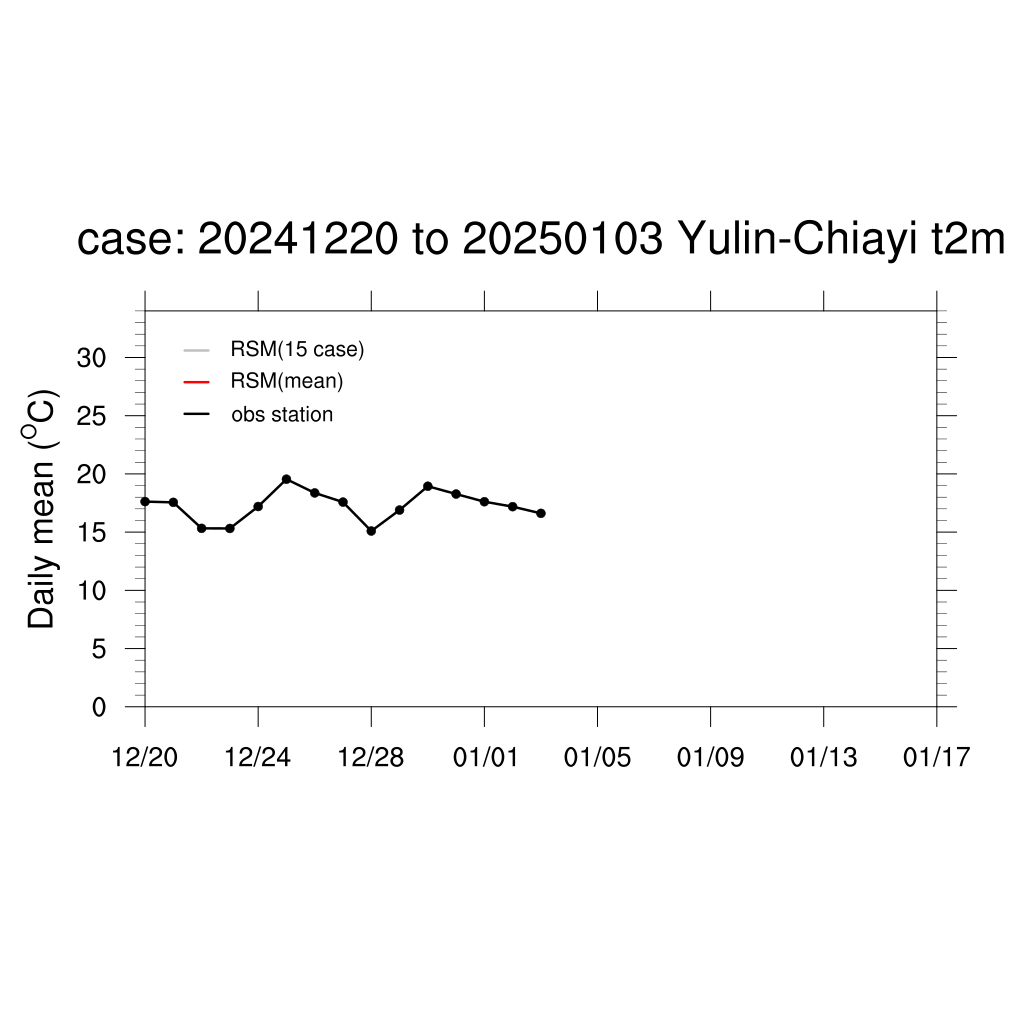 case: 20241220 to 20250103 Yulin-Chiayi t2m
RSM(15 case)
RSM(mean)
obs station
Daily mean (°C)
30
25
20
15
10
5
0
12/20 12/24 12/28 01/01 01/05 01/09 01/13 01/17